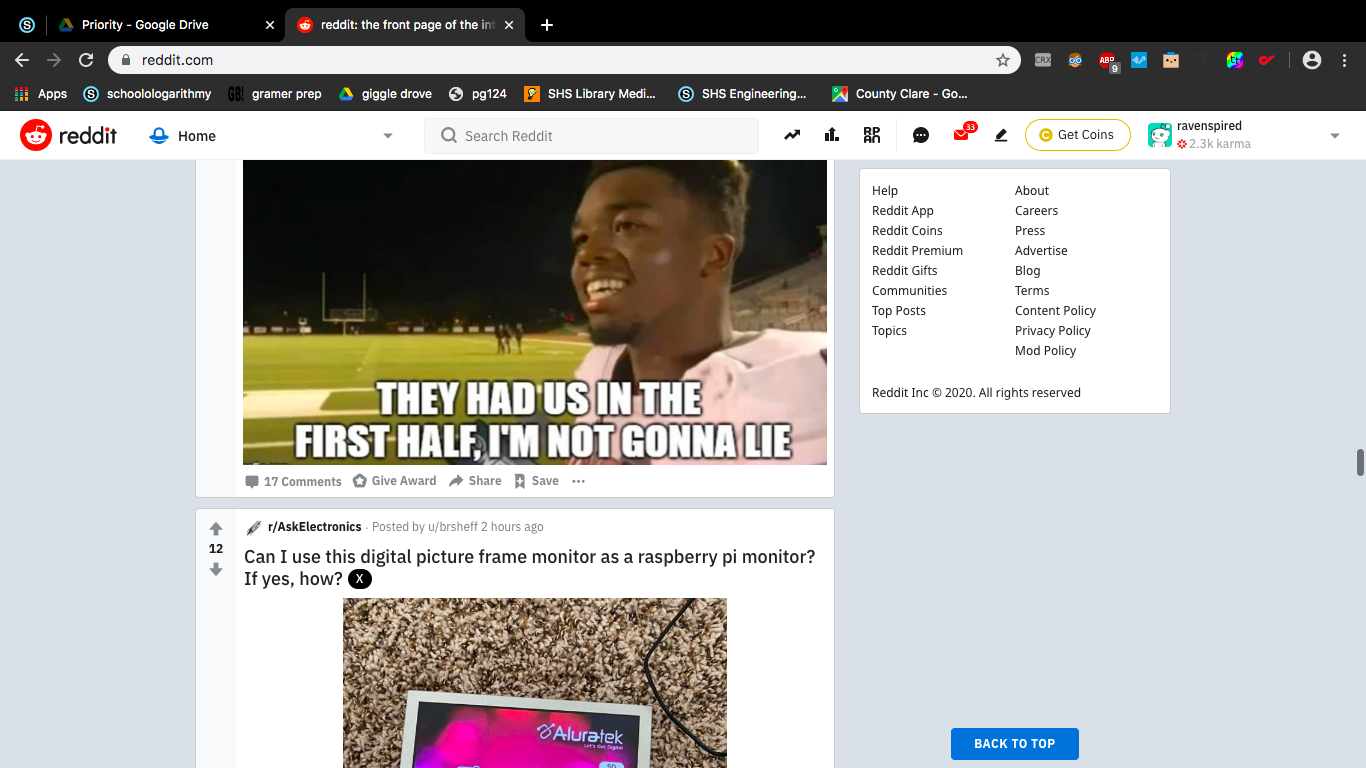 Priority - Google Drive
reddit: the front page of the int
reddit.com
CRX
ABP
9
Apps
schoolologarithmy
GB!
gramer prep
giggle drove
pg124
SHS Library Medi...
SHS Engineering...
County Clare - Go...
reddit
Home
Search Reddit
33
Get Coins
ravenspired
2.3k karma
THEY HAD US IN THE
FIRST HALF, I'M NOT GONNA LIE
17 Comments
Give Award
Share
Save
r/AskElectronics · Posted by u/brsheff 2 hours ago
12
Can I use this digital picture frame monitor as a raspberry pi monitor?
If yes, how? X
Aluratek
Let's Get Digital
SD
Help
Reddit App
Reddit Coins
Reddit Premium
Reddit Gifts
Communities
Top Posts
Topics
About
Careers
Press
Advertise
Blog
Terms
Content Policy
Privacy Policy
Mod Policy
Reddit Inc © 2020. All rights reserved
BACK TO TOP